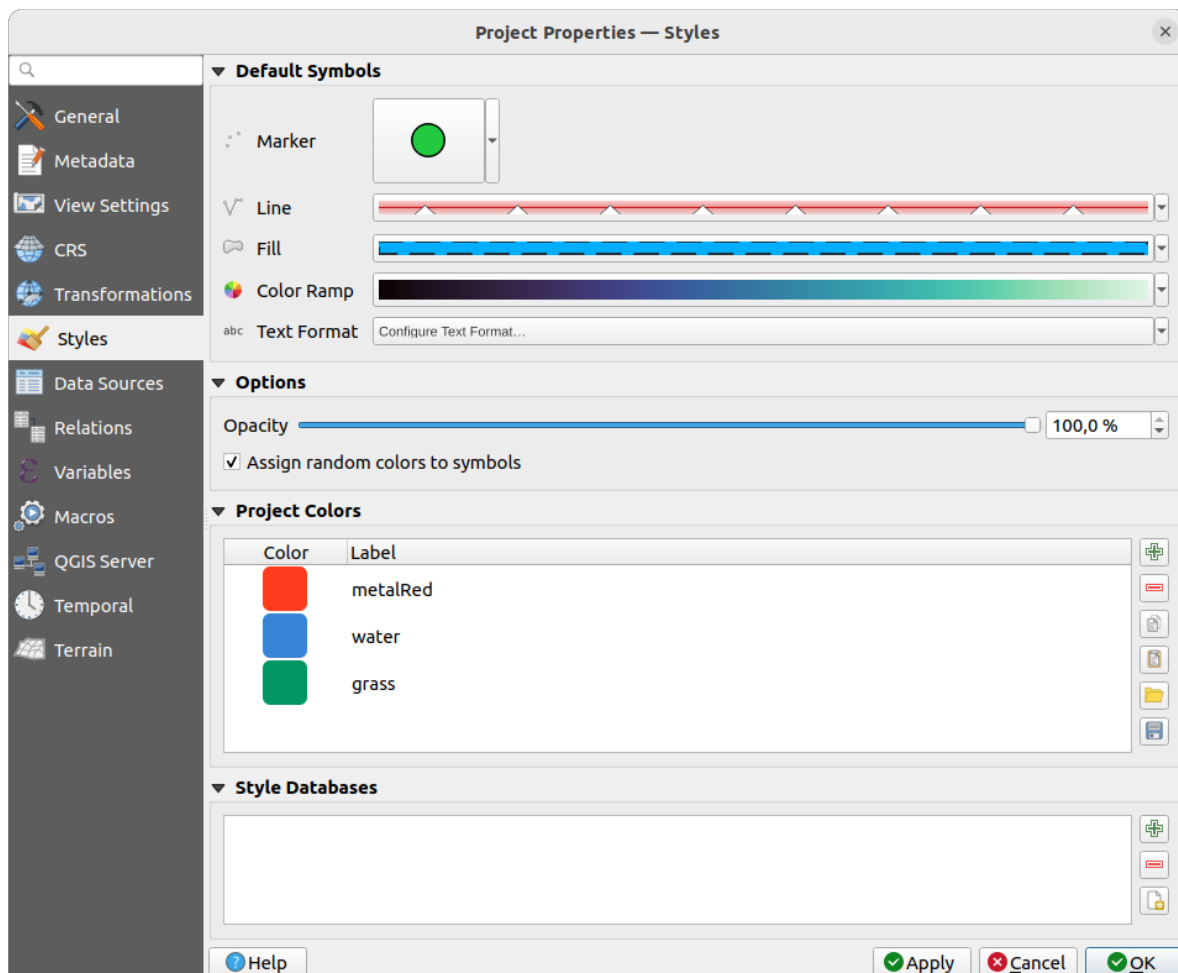 Project Properties — Styles
General
Metadata
View Settings
CRS
Transformations
Styles
Data Sources
Relations
Variables
Macros
QGIS Server
Temporal
Terrain
Default Symbols
Marker
Line
Fill
Color Ramp
abc Text Format Configure Text Format...
Options
Opacity 100,0 %
Assign random colors to symbols
Project Colors
Color Label
metalRed
water
grass
Style Databases
Help Apply Cancel OK